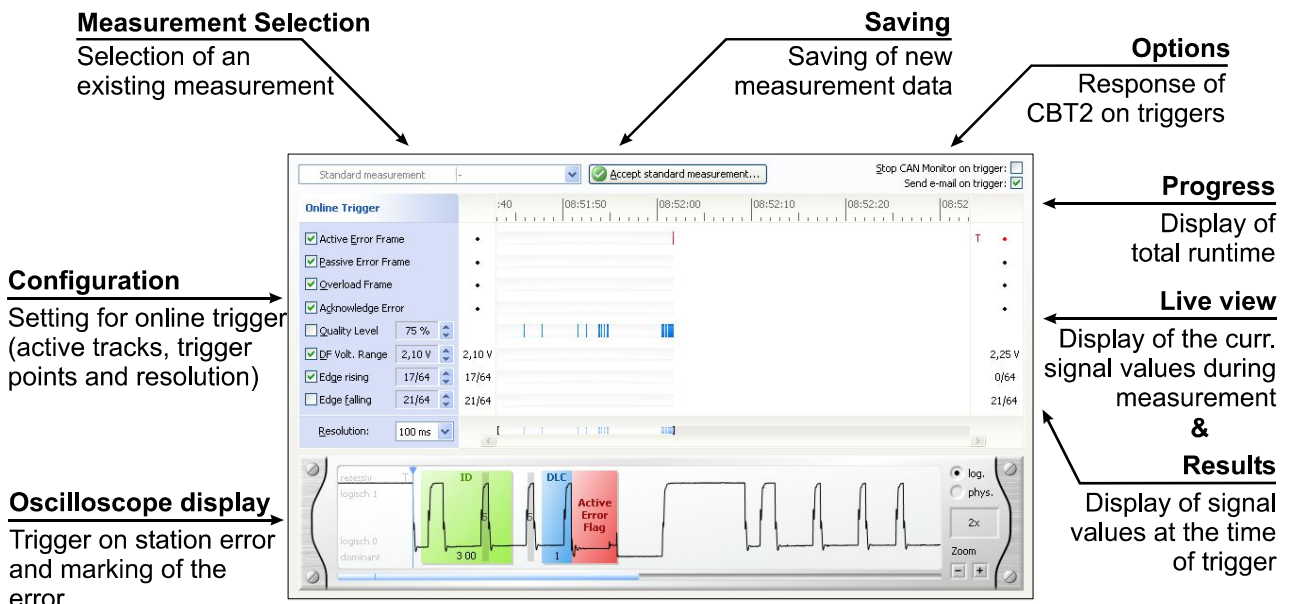 Measurement Selection
Selection of an
existing measurement
Saving
Saving of new
measurement data
Options
Response of
CBT2 on triggers
Standard measurement
-
Accept standard measurement...
Stop CAN Monitor on trigger:
Send e-mail on trigger:
Online Trigger
:40
08:51:50
08:52:00
08:52:10
08:52:20
08:52
Active Error Frame
T
Passive Error Frame
Overload Frame
Acknowledge Error
Quality Level 75 %
DF Volt. Range 2,10 V 2,10 V 2,25 V
Edge rising 17/64 17/64 0/64
Edge falling 21/64 21/64 21/64
Resolution: 100 ms
Configuration
Setting for online trigger
(active tracks, trigger
points and resolution)
Progress
Display of
total runtime
Live view
Display of the curr.
signal values during
measurement
&
Results
Display of signal
values at the time
of trigger
Oscilloscope display
Trigger on station error
and marking of the
error
rezessiv
T
logisch 1
logisch 0
dominant
ID
S
3 00
S
DLC
1
Active
Error
Flag
log.
phys.
2x
Zoom
- +